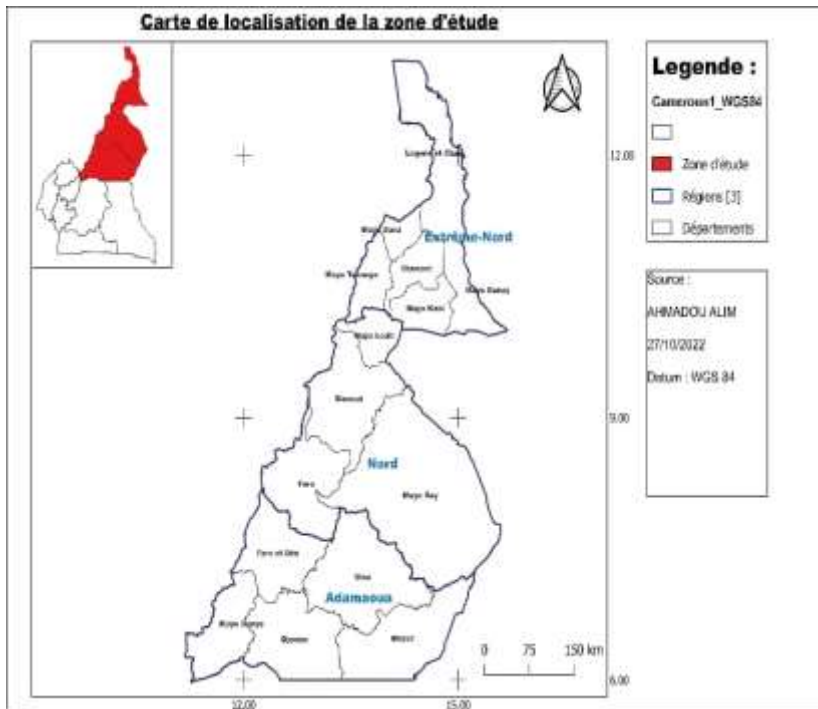 Carte de localisation de la zone d'étude
Legende :
Cameroun1_WGS84
Zone d'étude
Régions [3]
Départements
Source :
AHMADOU ALIM
27/10/2022
Datum : WGS 84
12.00
Extrême-Nord
Mayo Sava
Mayo Tsanaga
Diamaré
Mayo Danay
Mayo Kani
Mayo Louti
Bénoué
9.00
Nord
Faro
Mayo Rey
Faro et Déo
Vina
Adamaoua
Mayo Banyo
Djerem
Mbéré
0 75 150 km
6.00
12.00 15.00